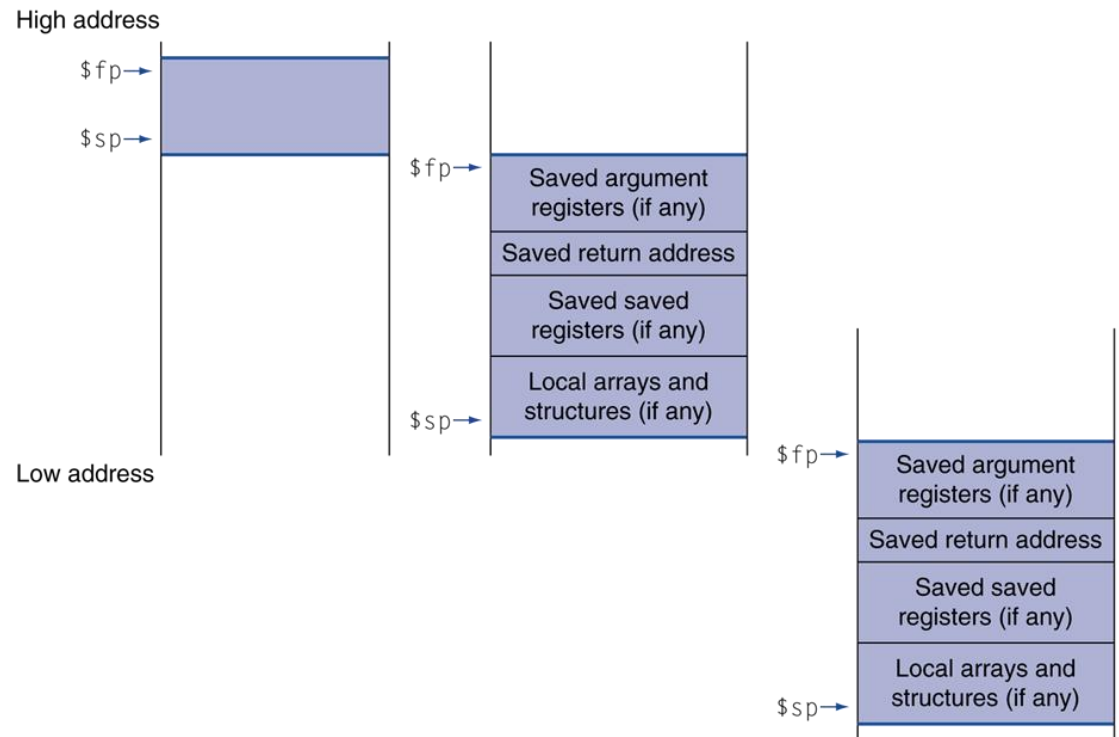 High address
$fp
$sp
Low address
$fp
Saved argument
registers (if any)
Saved return address
Saved saved
registers (if any)
Local arrays and
structures (if any)
$sp
$fp
Saved argument
registers (if any)
Saved return address
Saved saved
registers (if any)
Local arrays and
structures (if any)
$sp